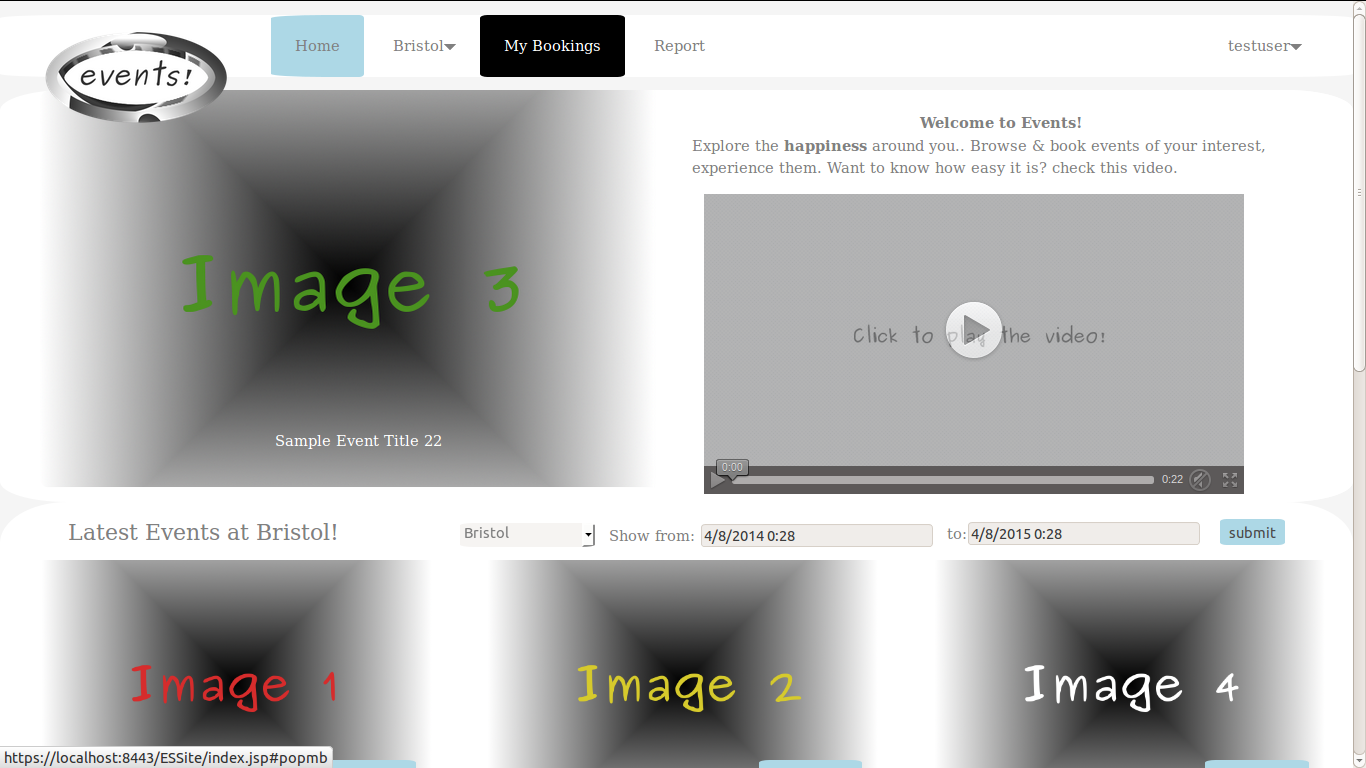 events!
Home
Bristol
My Bookings
Report
testuser
Welcome to Events!
Explore the happiness around you.. Browse & book events of your interest,
experience them. Want to know how easy it is? check this video.
Image 3
Sample Event Title 22
Click to play the video!
0:00
0:22
Latest Events at Bristol!
Bristol
Show from:
4/8/2014 0:28
to:
4/8/2015 0:28
submit
Image 1
Image 2
Image 4
https://localhost:8443/ESSite/index.jsp#popmb